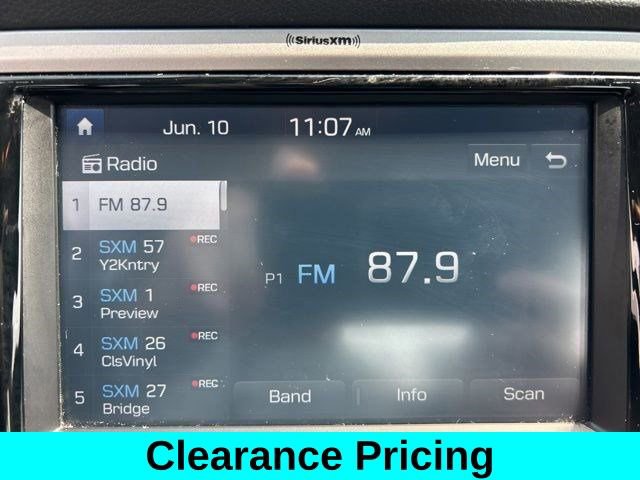 ((SiriusXM))
Jun. 10 11:07 AM
Radio Menu
1 FM 87.9
2 SXM 57 REC
Y2Kntry
3 SXM 1 REC
Preview
4 SXM 26 REC
ClsVinyl
5 SXM 27 REC
Bridge
P1 FM 87.9
Band Info Scan
Clearance Pricing